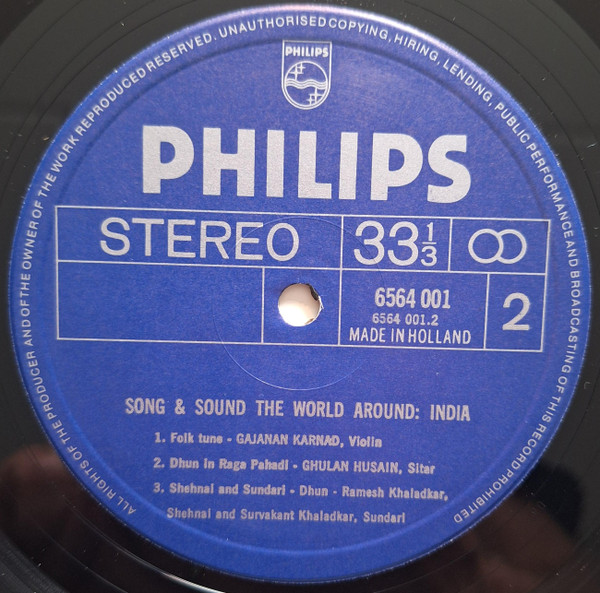 ALL RIGHTS OF THE PRODUCER AND OF THE OWNER OF THE WORK REPRODUCED RESERVED. UNAUTHORISED COPYING, HIRING, LENDING, PUBLIC PERFORMANCE AND BROADCASTING OF THIS RECORD PROHIBITED
PHILIPS
PHILIPS
STEREO 33 1/3
6564 001 2
6564 001.2
MADE IN HOLLAND
SONG & SOUND THE WORLD AROUND: INDIA
1. Folk tune - GAJANAN KARNAD, Violin
2. Dhun in Raga Pahadi - GHULAN HUSAIN, Sitar
3. Shehnai and Sundari - Dhun - Ramesh Khaladkar,
Shehnai and Survakant Khaladkar, Sundari